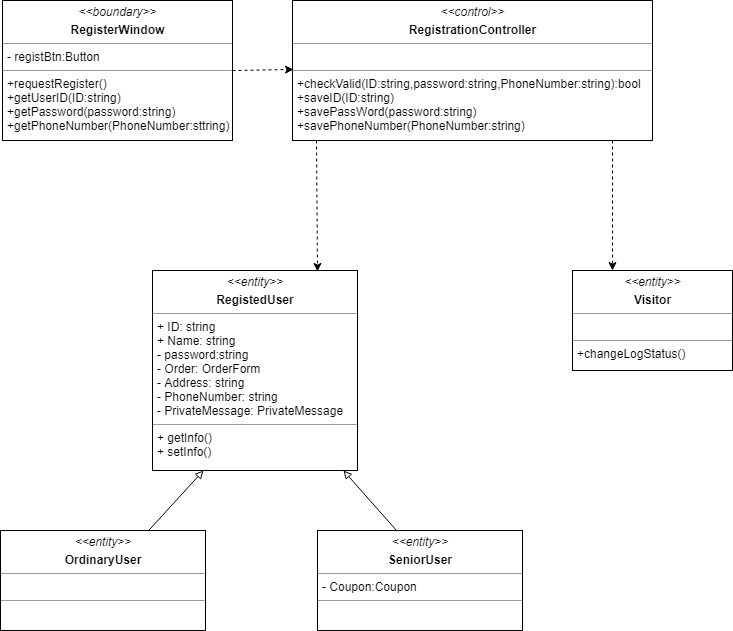 <<boundary>>
RegisterWindow
- registBtn:Button
+requestRegister()
+getUserID(ID:string)
+getPassword(password:string)
+getPhoneNumber(PhoneNumber:sttring)
<<control>>
RegistrationController
+checkValid(ID:string,password:string,PhoneNumber:string):bool
+saveID(ID:string)
+savePassWord(password:string)
+savePhoneNumber(PhoneNumber:string)
<<entity>>
RegistedUser
+ ID: string
+ Name: string
- password:string
- Order: OrderForm
- Address: string
- PhoneNumber: string
- PrivateMessage: PrivateMessage
+ getInfo()
+ setInfo()
<<entity>>
Visitor
+changeLogStatus()
<<entity>>
OrdinaryUser
<<entity>>
SeniorUser
- Coupon:Coupon